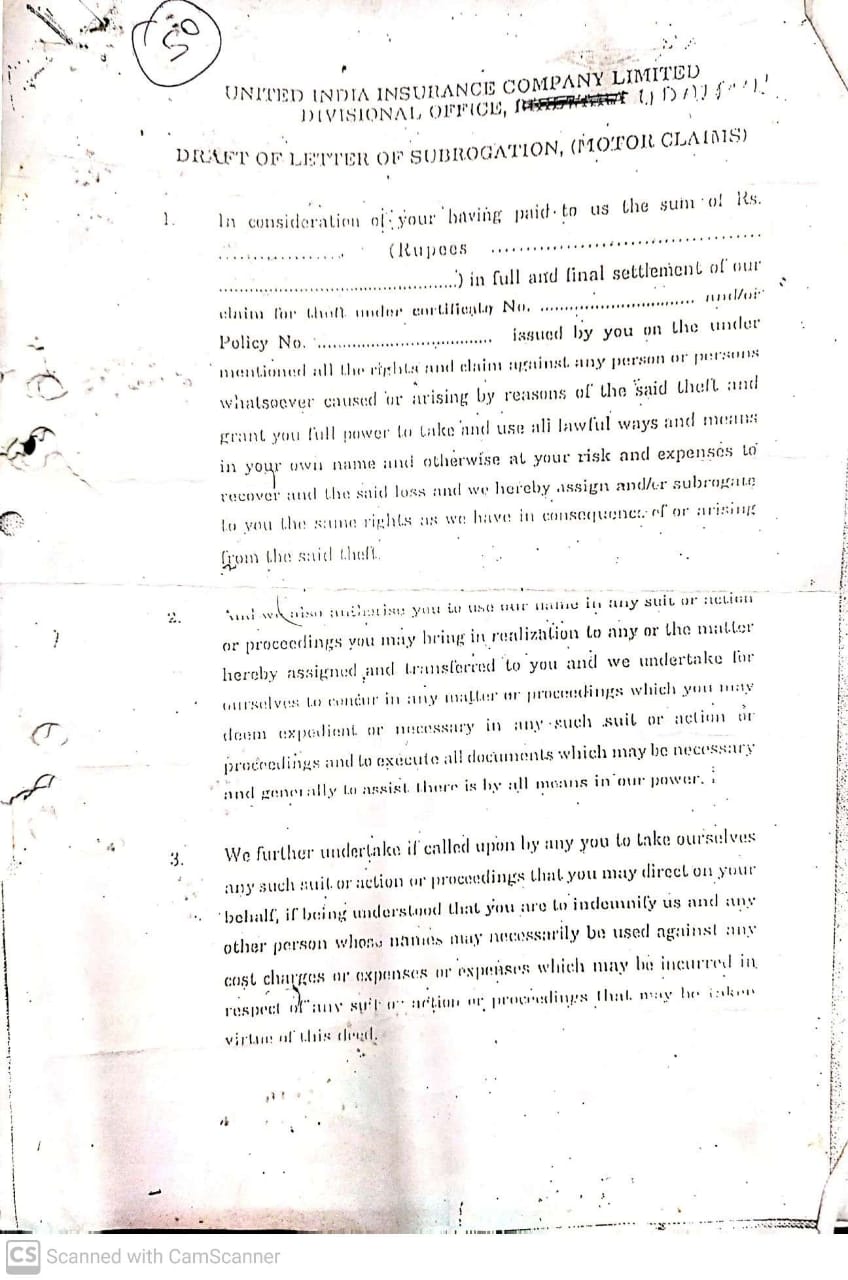 50
UNITED INDIA INSURANCE COMPANY LIMITED
DIVISIONAL OFFICE,
DRAFT OF LETTER OF SUBROGATION, (MOTOR CLAIMS)
1. In consideration of your having paid to us the sum of Rs.
.................... (Rupees ........................................
........................................) in full and final settlement of our
claim for theft under certificate No. .............................. and/or
Policy No. .................................. issued by you on the under
mentioned all the rights and claim against any person or persons
whatsoever caused or arising by reasons of the said theft and
grant you full power to take and use all lawful ways and means
in your own name and otherwise at your risk and expenses to
recover and the said loss and we hereby assign and/or subrogate
to you the same rights as we have in consequence of or arising
from the said theft.
2. And we also authorise you to use our name in any suit or action
or proceedings you may bring in realization to any or the matter
hereby assigned and transferred to you and we undertake for
ourselves to concur in any matter or proceedings which you may
deem expedient or necessary in any such suit or action or
proceedings and to execute all documents which may be necessary
and generally to assist there is by all means in our power.
3. We further undertake if called upon by any you to take ourselves
any such suit or action or proceedings that you may direct on your
behalf, if being understood that you are to indemnify us and any
other person whose names may necessarily be used against any
cost charges or expenses or expenses which may be incurred in
respect of any suit or action or proceedings that may be taken
virtue of this deed.
CS Scanned with CamScanner